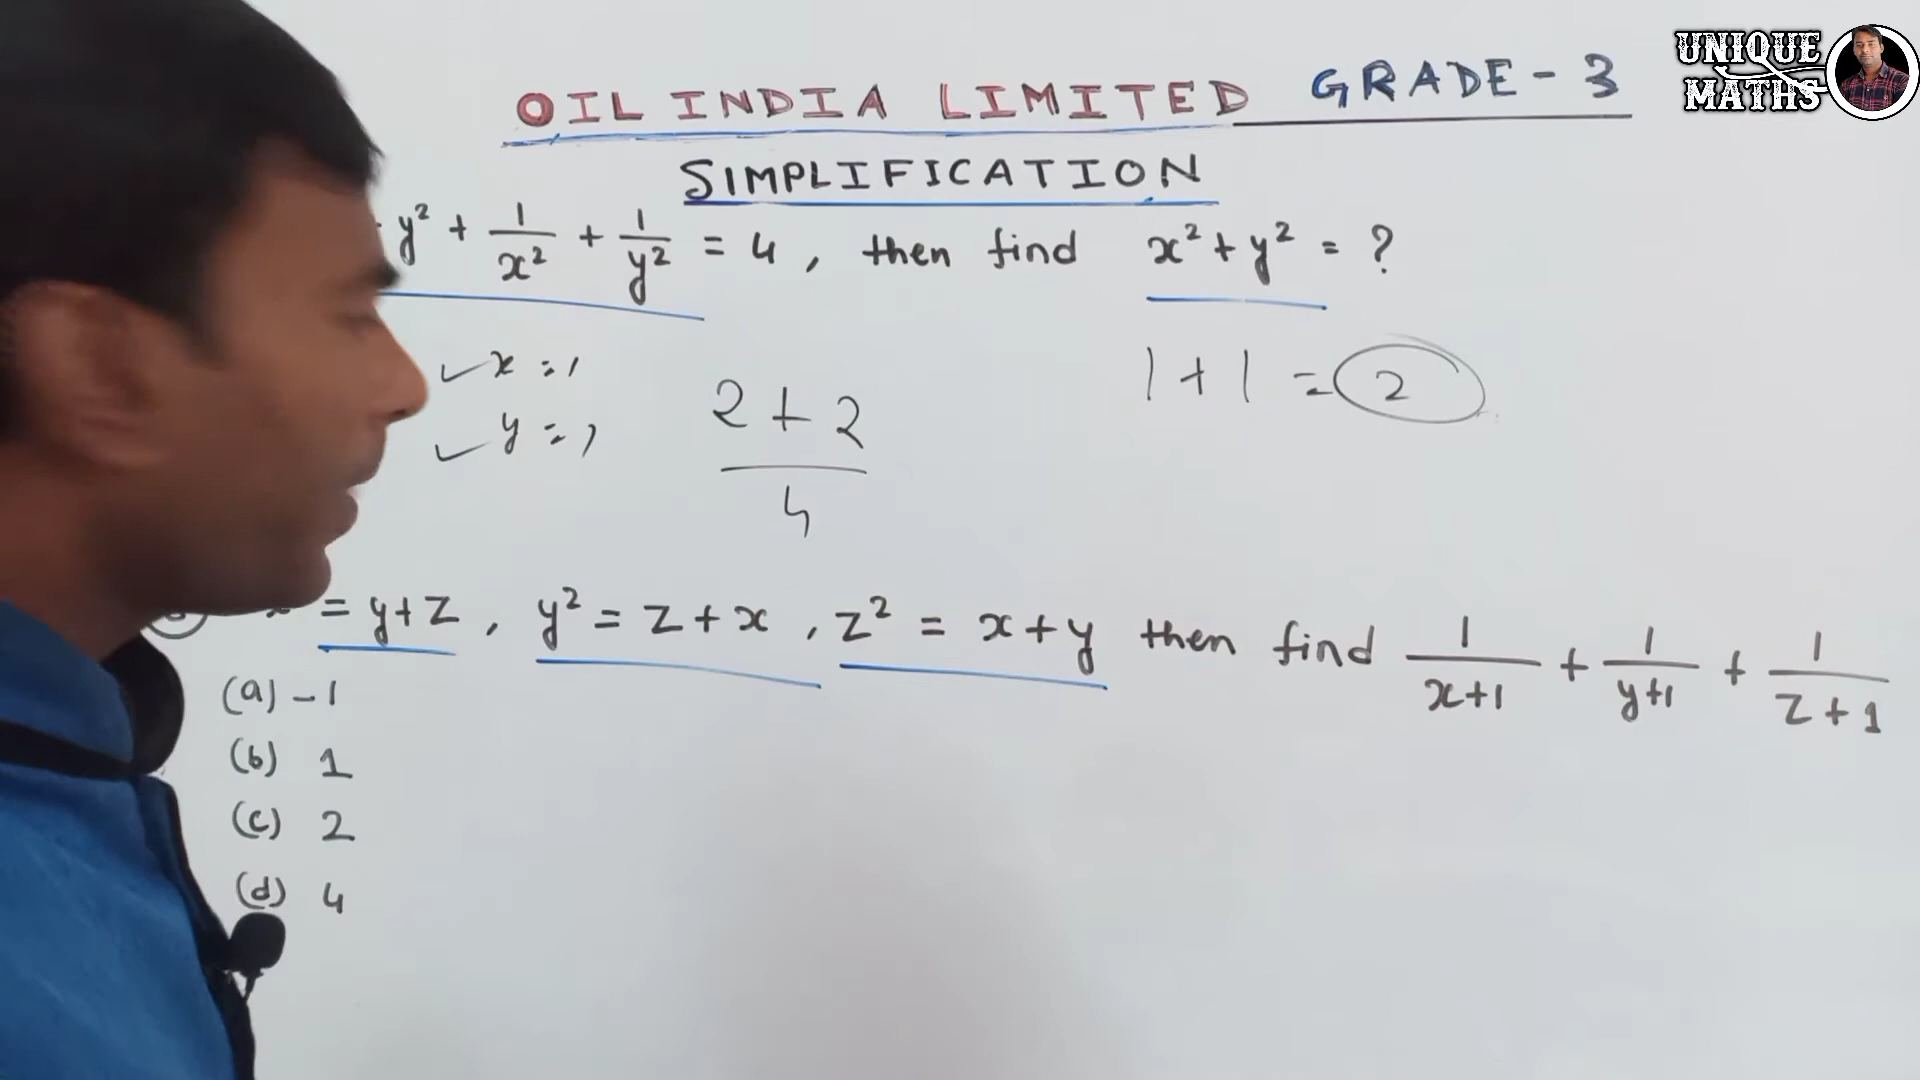 UNIQUE
MATHS
OIL INDIA LIMITED GRADE - 3
SIMPLIFICATION
y² + 1/x² + 1/y² = 4, then find x² + y² = ?
x = 1
y = 1
2 + 2
4
1 + 1 = 2
= y+z, y² = z + x, z² = x + y then find 1/x+1 + 1/y+1 + 1/z+1
(a) -1
(b) 1
(c) 2
(d) 4